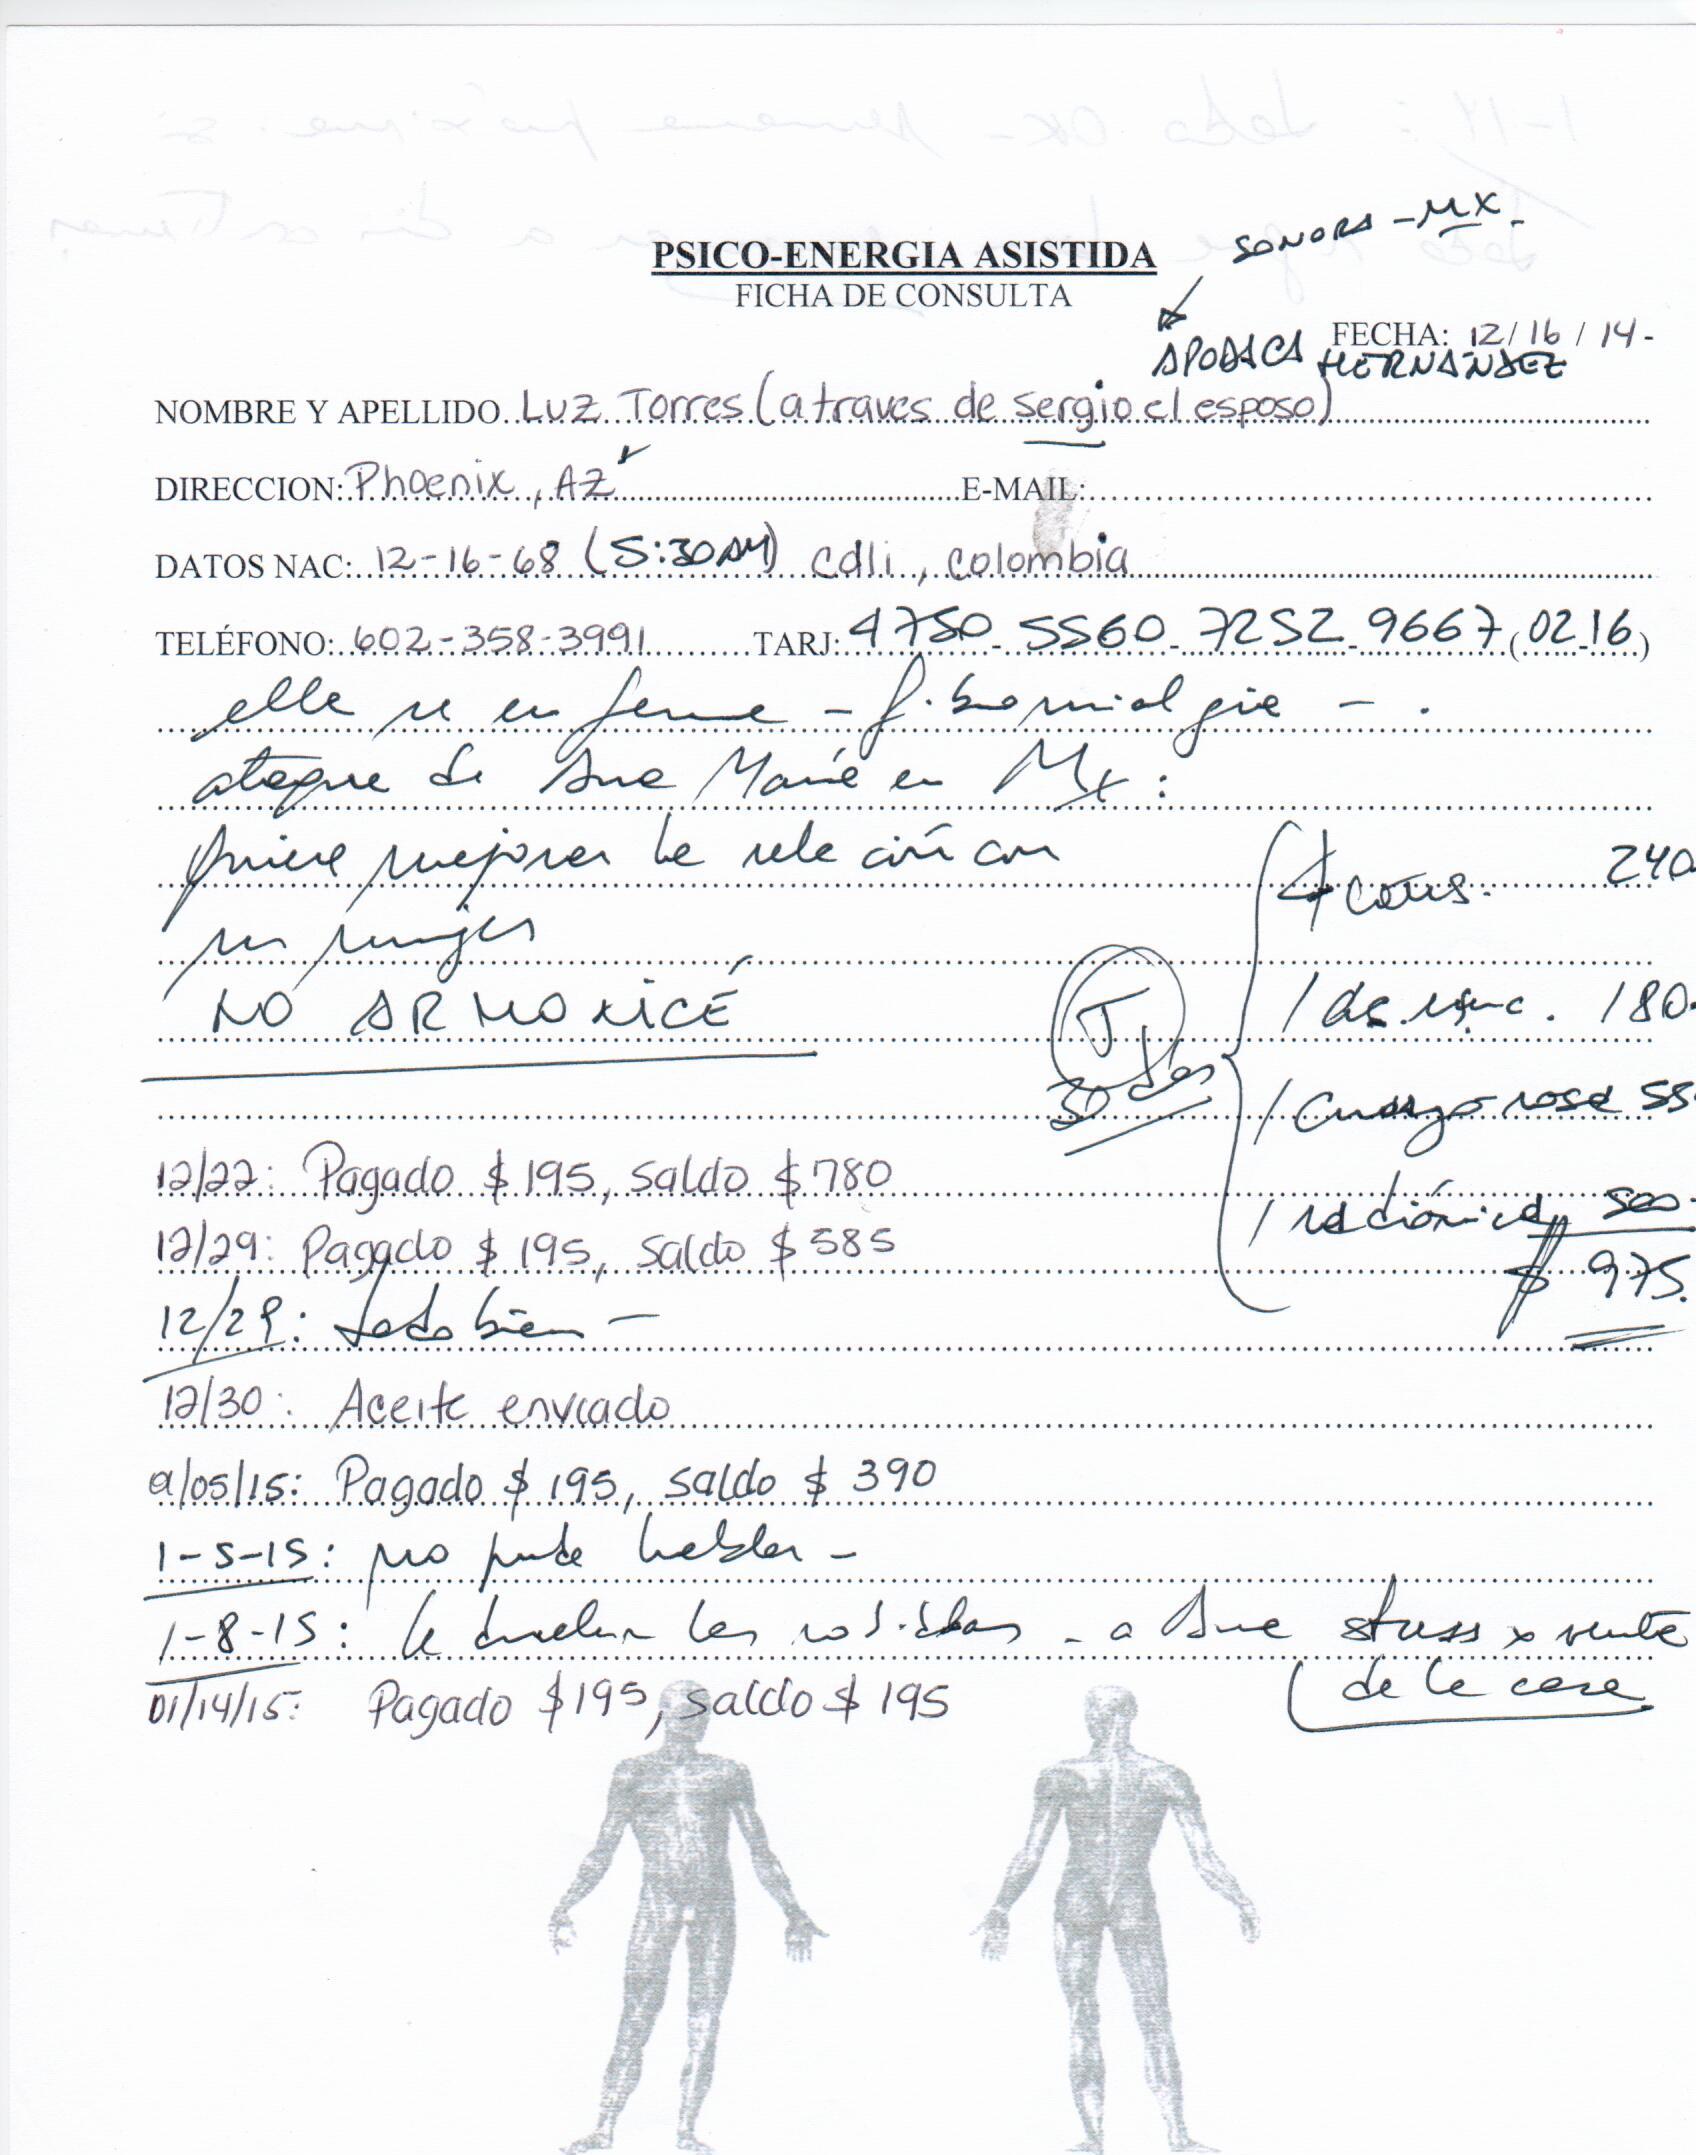 SONORA - MX -
PSICO-ENERGIA ASISTIDA
FICHA DE CONSULTA
FECHA: 12/16/14-
APODACA HERNÁNDEZ
NOMBRE Y APELLIDO Luz Torres (a traves de sergio el esposo)
DIRECCION: Phoenix, AZ E-MAIL:
DATOS NAC: 12-16-68 (5:30AM) cali, colombia
TELÉFONO: 602-358-3991 TARJ: 4750-5560-7252-9667 (02-16)
ella se enferma - fibromialgia -
ataque de Ana María en Mx:
quiere mejorar la relación con
su mujer
NO ARMONICÉ
4 cons. 240-
1 180-
1 cuarzo rosa 55-
1 radiónica 500-
$ 975.
T
30 días
12/22: Pagado $195, saldo $780
12/29: Pagado $195, saldo $585
12/29: todo bien -
12/30: Aceite enviado
/05/15: Pagado $195, saldo $390
1-5-15: no pude hablar -
1-8-15: le duelen las rodillas - a Ana stress x venta
de la casa
01/14/15: Pagado $195, saldo $195